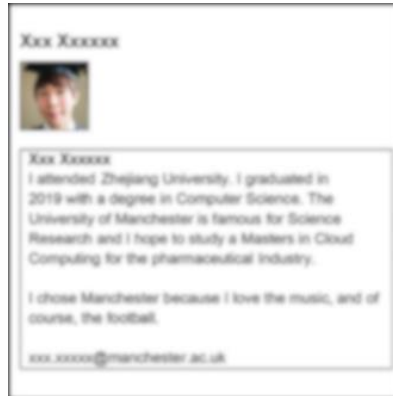 Xxx Xxxxxx
Xxx Xxxxxx
I attended Zhejiang University. I graduated in
2019 with a degree in Computer Science. The
University of Manchester is famous for Science
Research and I hope to study a Masters in Cloud
Computing for the pharmaceutical Industry.
I chose Manchester because I love the music, and of
course, the football.
xxx.xxxxx@manchester.ac.uk